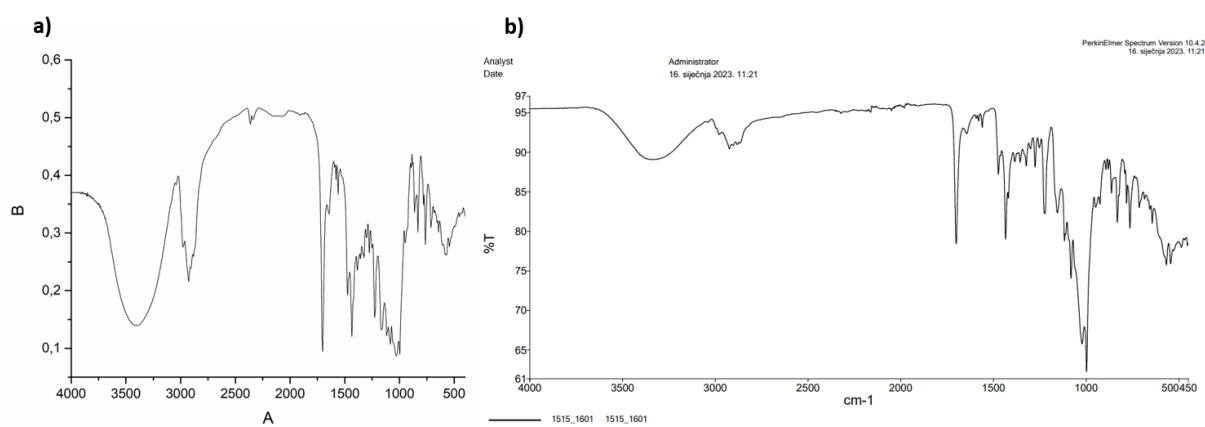 a)
0,6
0,5
0,4
0,3
0,2
0,1
B
4000 3500 3000 2500 2000 1500 1000 500
A
b)
PerkinElmer Spectrum Version 10.4.2
16. siječnja 2023. 11:21
Analyst Administrator
Date 16. siječnja 2023. 11:21
97
95
90
85
80
75
70
65
61
%T
4000 3500 3000 2500 2000 1500 1000 500450
cm-1
1515_1601 1515_1601